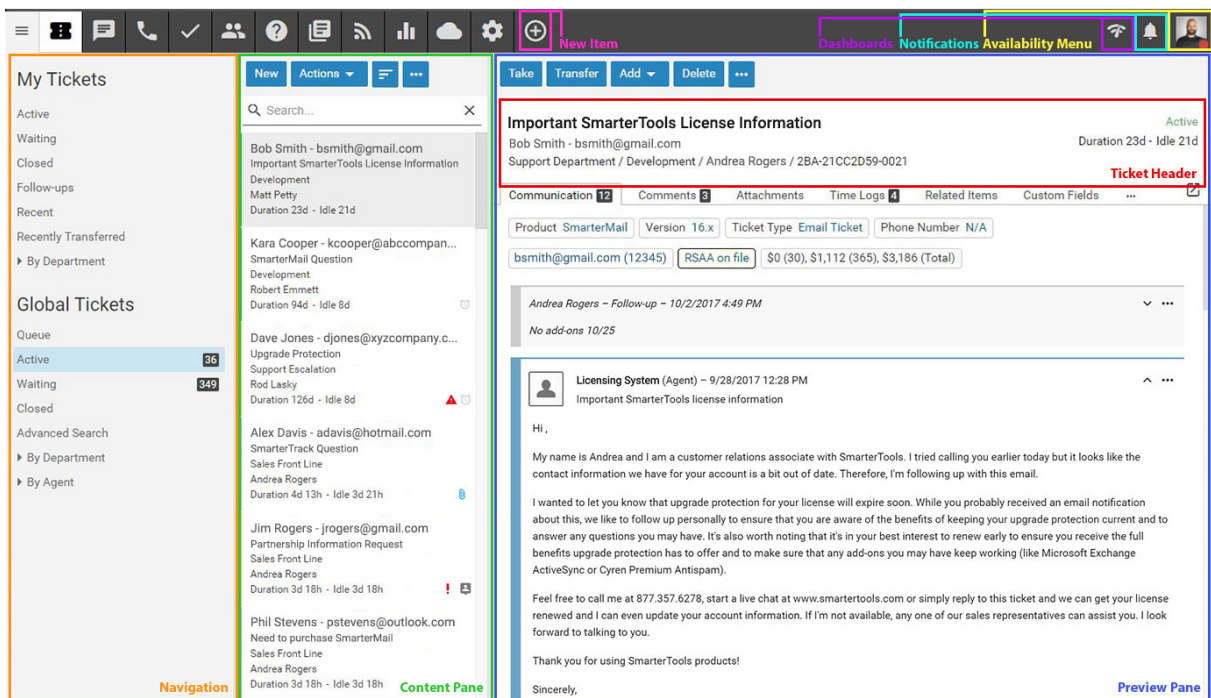 New Item
Dashboards Notifications Availability Menu
My Tickets
Active
Waiting
Closed
Follow-ups
Recent
Recently Transferred
By Department
Global Tickets
Queue
Active 36
Waiting 349
Closed
Advanced Search
By Department
By Agent
Navigation
New Actions
Search...
Bob Smith - bsmith@gmail.com
Important SmarterTools License Information
Development
Matt Petty
Duration 23d - Idle 21d
Kara Cooper - kcooper@abccompan...
SmarterMail Question
Development
Robert Emmett
Duration 94d - Idle 8d
Dave Jones - djones@xyzcompany.c...
Upgrade Protection
Support Escalation
Rod Lasky
Duration 126d - Idle 8d
Alex Davis - adavis@hotmail.com
SmarterTrack Question
Sales Front Line
Andrea Rogers
Duration 4d 13h - Idle 3d 21h
Jim Rogers - jrogers@gmail.com
Partnership Information Request
Sales Front Line
Andrea Rogers
Duration 3d 18h - Idle 3d 18h
Phil Stevens - pstevens@outlook.com
Need to purchase SmarterMail
Sales Front Line
Andrea Rogers
Duration 3d 18h - Idle 3d 18h
Content Pane
Take Transfer Add Delete
Important SmarterTools License Information
Active
Bob Smith - bsmith@gmail.com
Duration 23d - Idle 21d
Support Department / Development / Andrea Rogers / 2BA-21CC2D59-0021
Ticket Header
Communication 12 Comments 3 Attachments Time Logs 4 Related Items Custom Fields ...
Product SmarterMail Version 16.x Ticket Type Email Ticket Phone Number N/A
bsmith@gmail.com (12345) RSAA on file $0 (30), $1,112 (365), $3,186 (Total)
Andrea Rogers – Follow-up – 10/2/2017 4:49 PM
No add-ons 10/25
Licensing System (Agent) – 9/28/2017 12:28 PM
Important SmarterTools license information
Hi ,
My name is Andrea and I am a customer relations associate with SmarterTools. I tried calling you earlier today but it looks like the
contact information we have for your account is a bit out of date. Therefore, I'm following up with this email.
I wanted to let you know that upgrade protection for your license will expire soon. While you probably received an email notification
about this, we like to follow up personally to ensure that you are aware of the benefits of keeping your upgrade protection current and to
answer any questions you may have. It's also worth noting that it's in your best interest to renew early to ensure you receive the full
benefits upgrade protection has to offer and to make sure that any add-ons you may have keep working (like Microsoft Exchange
ActiveSync or Cyren Premium Antispam).
Feel free to call me at 877.357.6278, start a live chat at www.smartertools.com or simply reply to this ticket and we can get your license
renewed and I can even update your account information. If I'm not available, any one of our sales representatives can assist you. I look
forward to talking to you.
Thank you for using SmarterTools products!
Sincerely,
Preview Pane